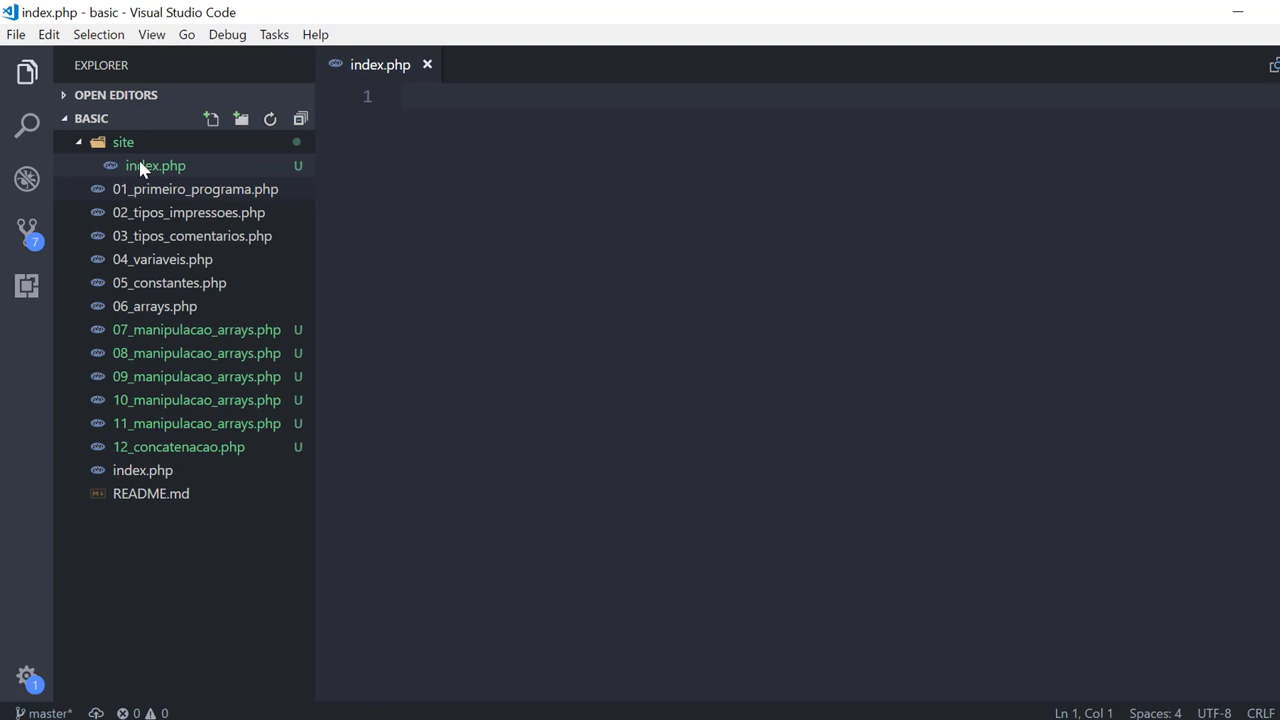 index.php - basic - Visual Studio Code
File Edit Selection View Go Debug Tasks Help
EXPLORER
index.php
OPEN EDITORS
BASIC
1
site
index.php U
01_primeiro_programa.php
02_tipos_impressoes.php
03_tipos_comentarios.php
04_variaveis.php
05_constantes.php
06_arrays.php
07_manipulacao_arrays.php U
08_manipulacao_arrays.php U
09_manipulacao_arrays.php U
10_manipulacao_arrays.php U
11_manipulacao_arrays.php U
12_concatenacao.php U
index.php
README.md
7
1
master* 0 0 Ln 1, Col 1 Spaces: 4 UTF-8 CRLF